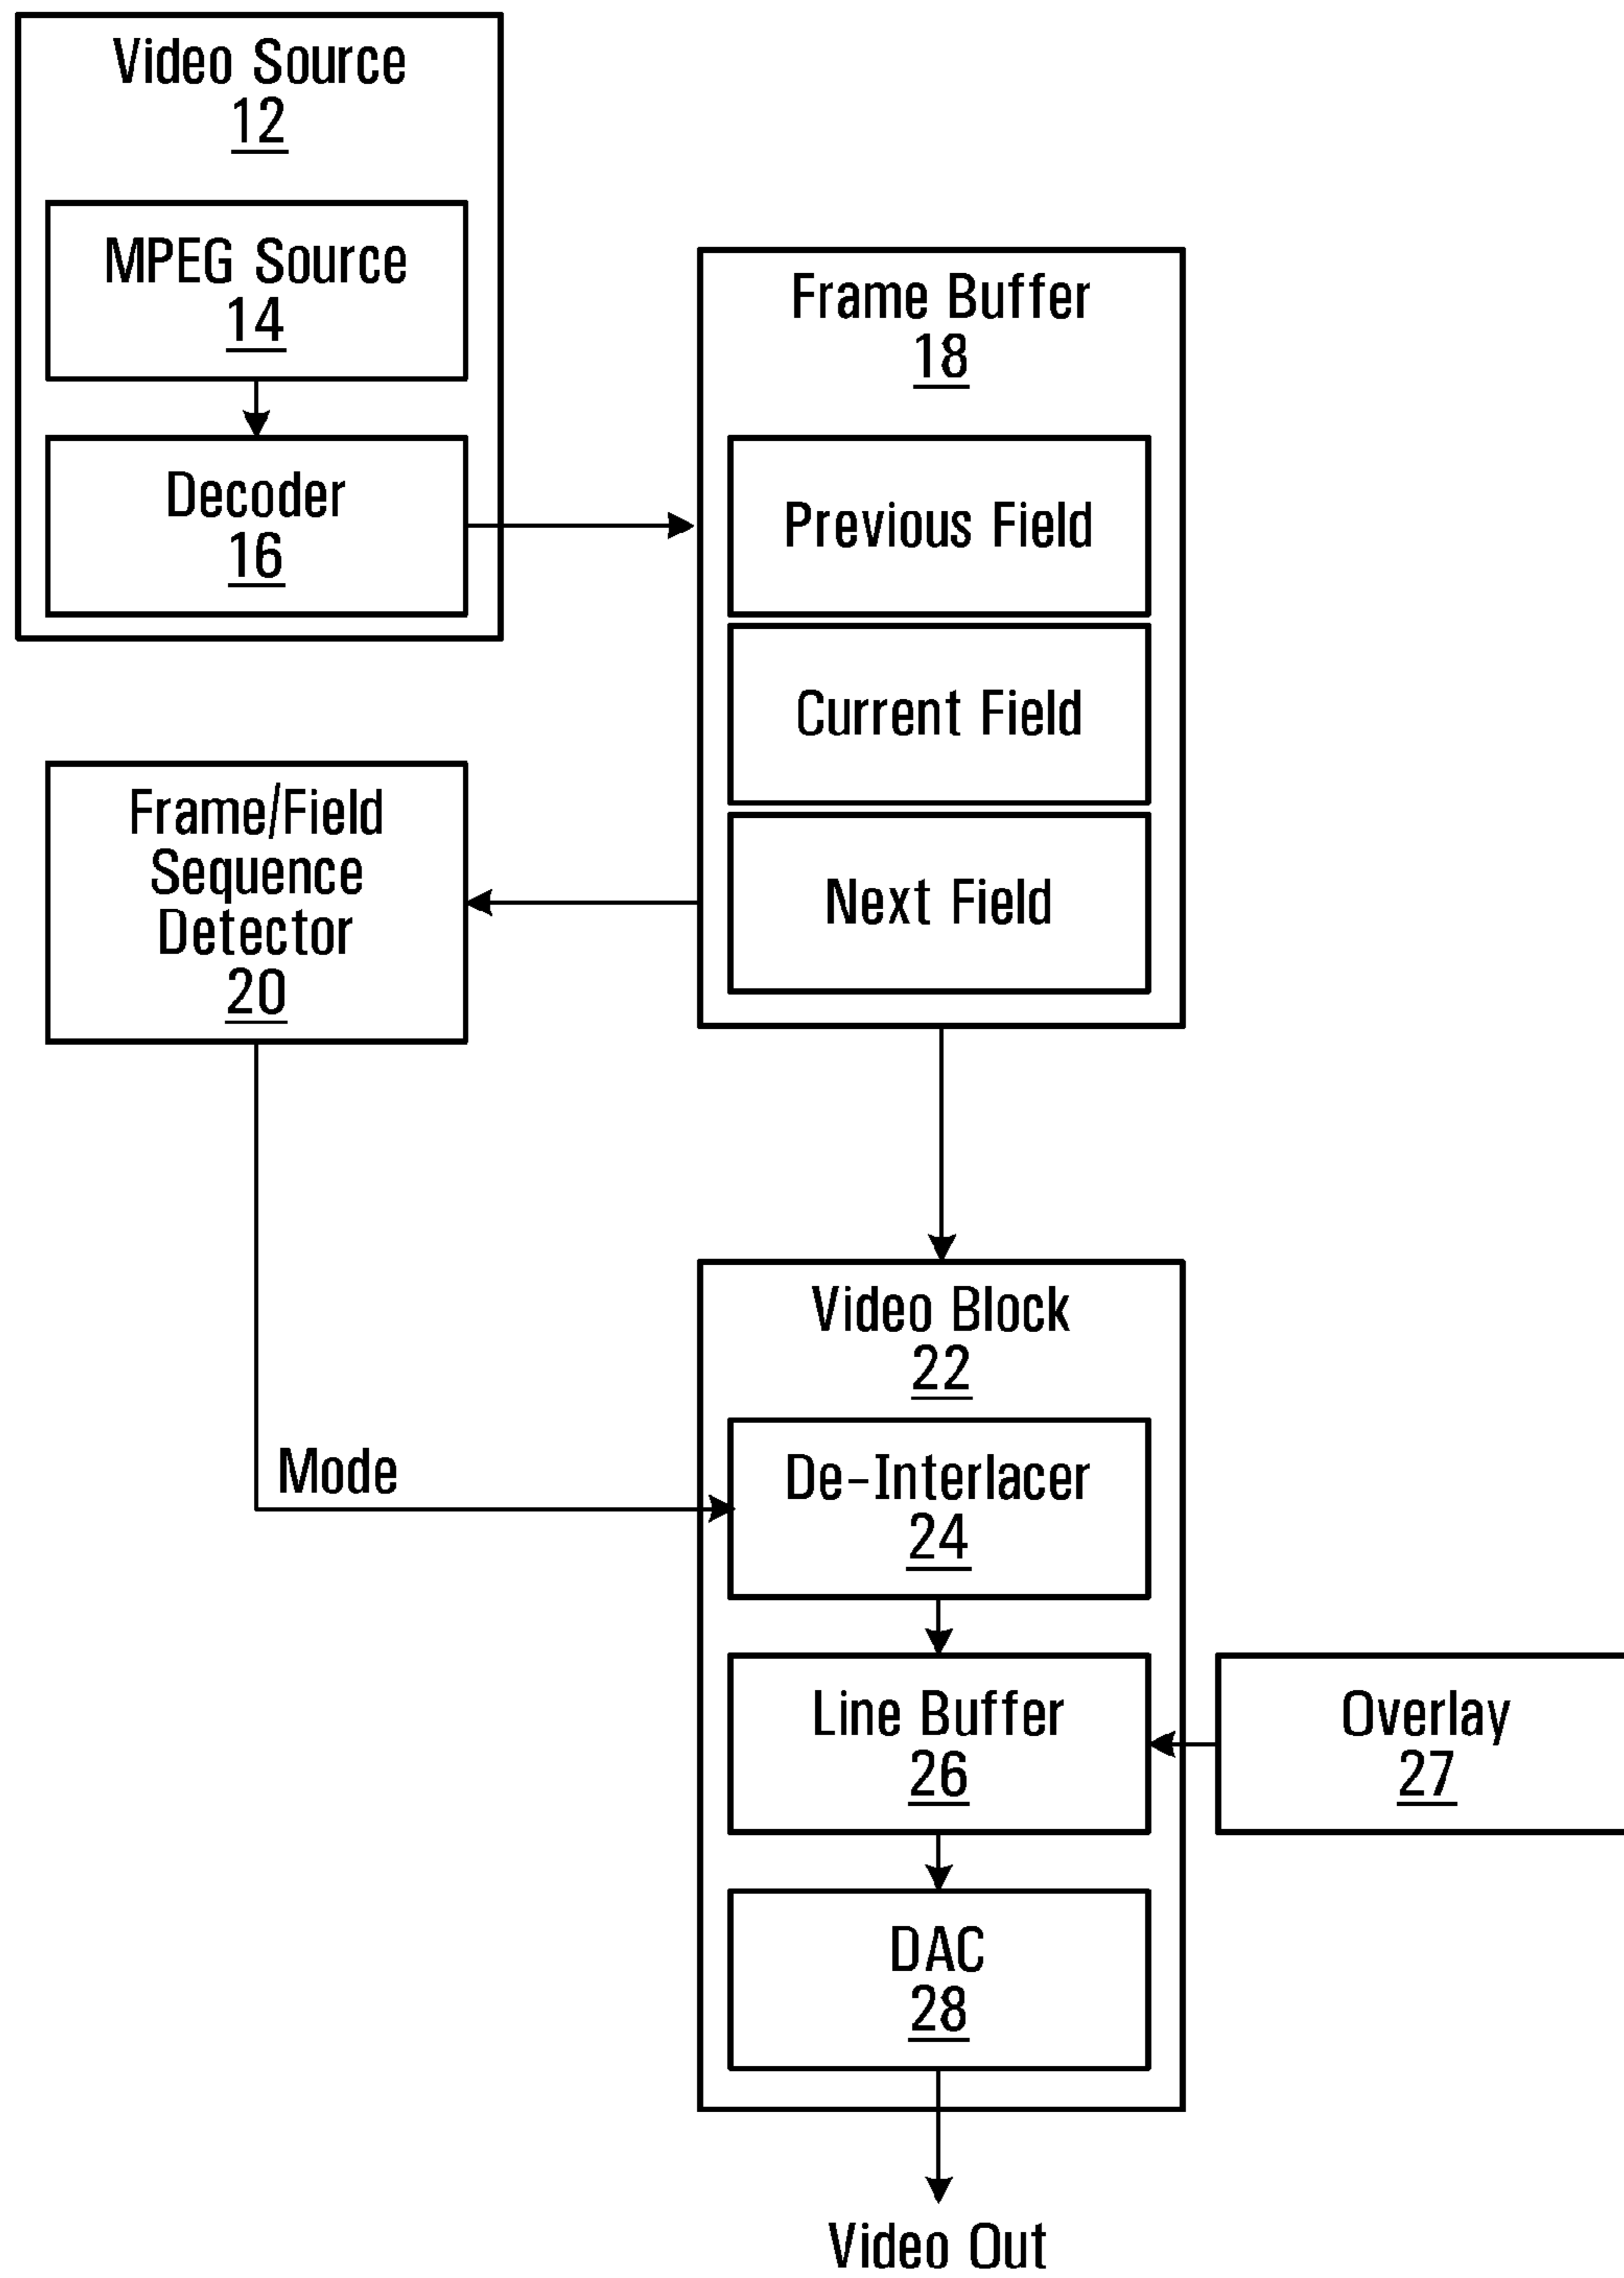 Video Source
12
MPEG Source
14
Decoder
16
Frame Buffer
18
Previous Field
Current Field
Next Field
Frame/Field
Sequence
Detector
20
Mode
Video Block
22
De-Interlacer
24
Line Buffer
26
Overlay
27
DAC
28
Video Out